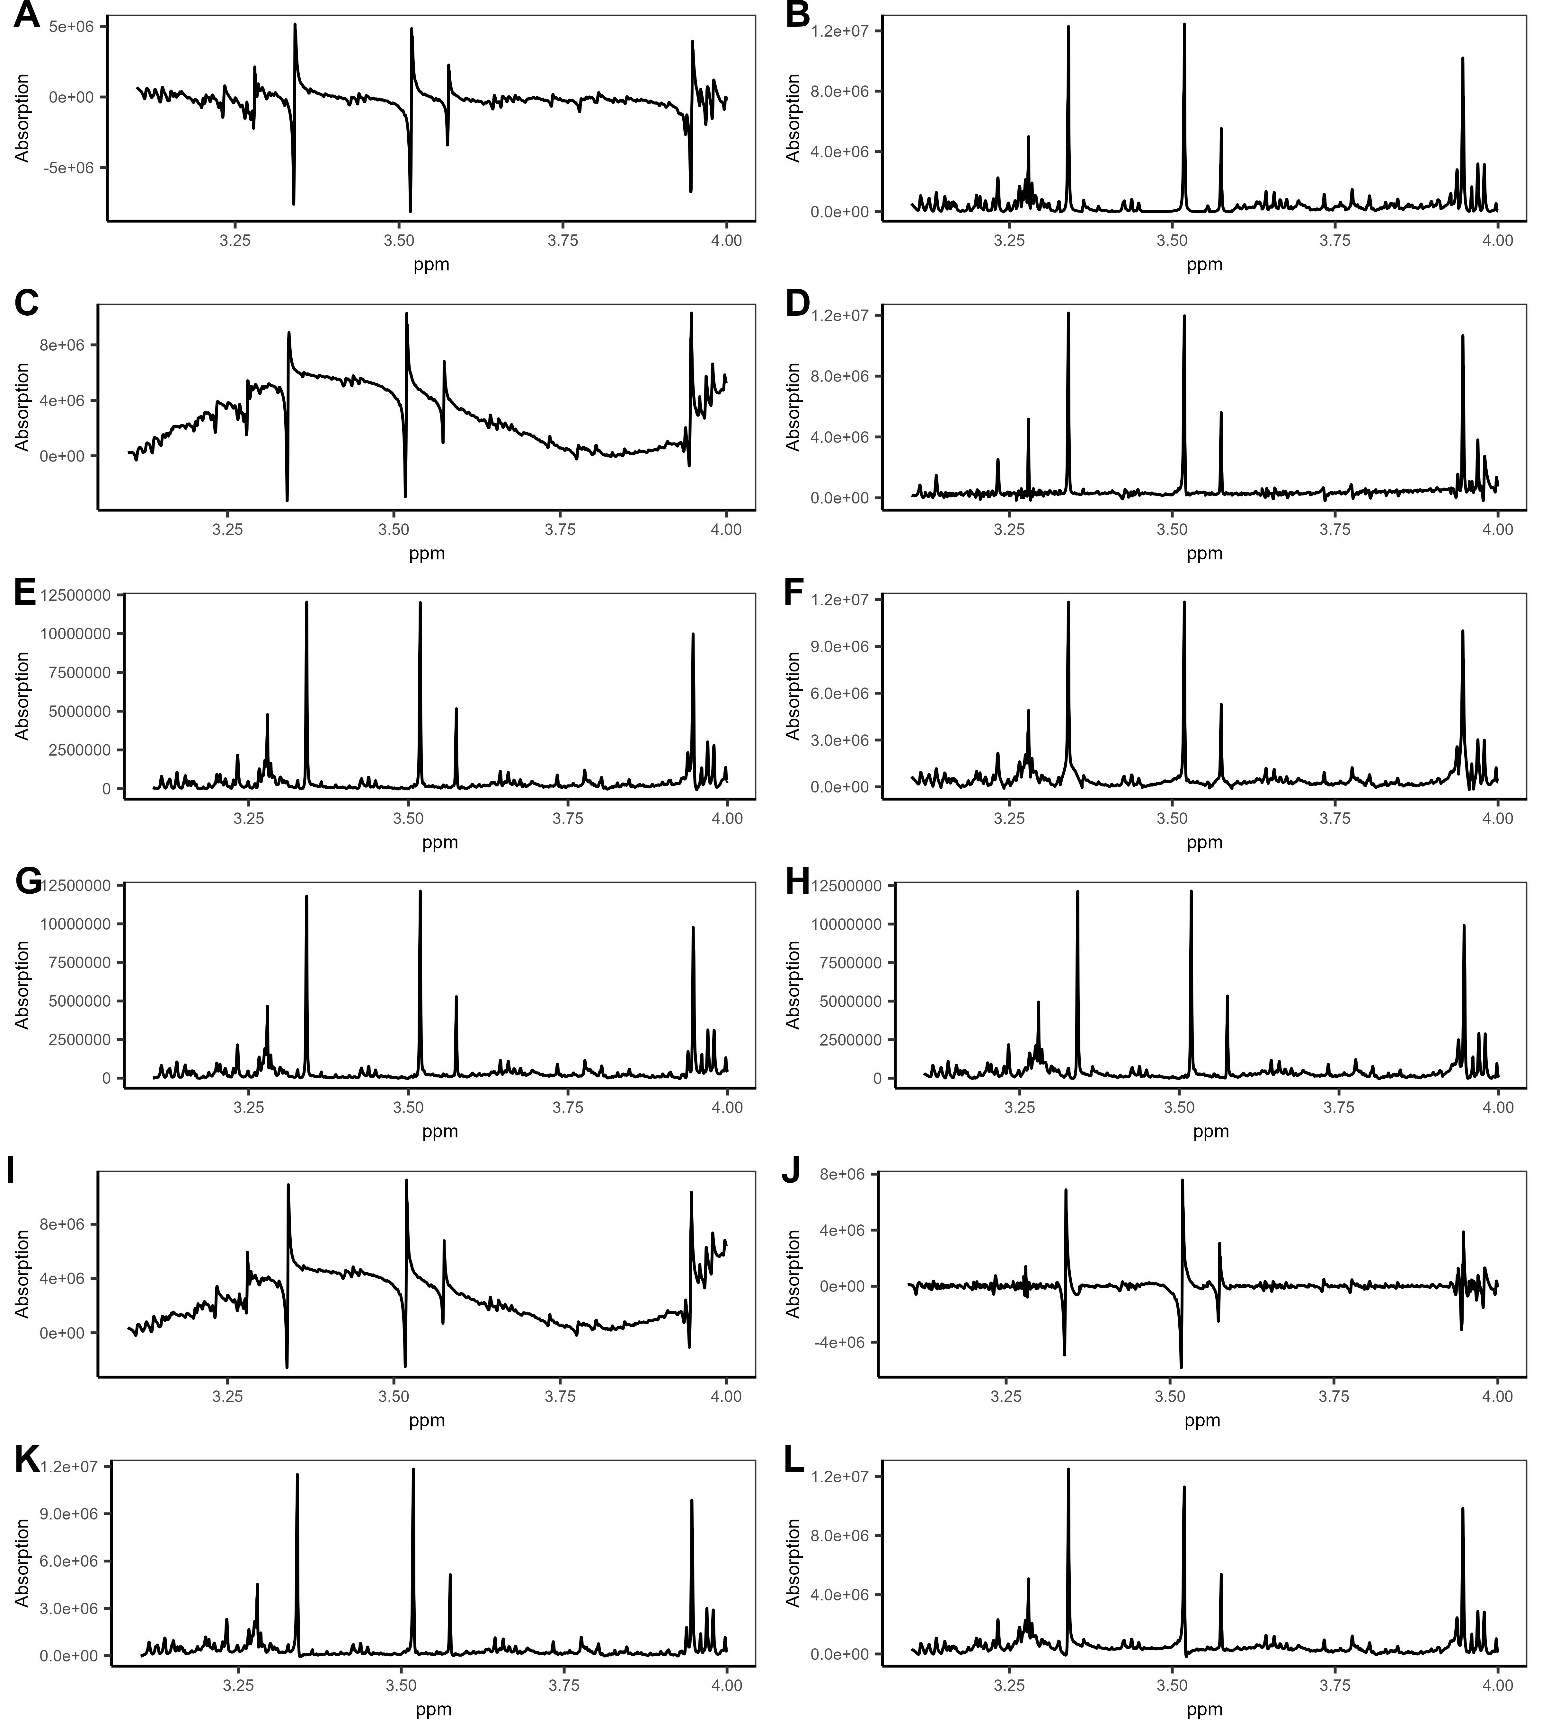 A B
5e+06
0e+00
-5e+06
Absorption
3.25 3.50 3.75 4.00
ppm
1.2e+07
8.0e+06
4.0e+06
0.0e+00
Absorption
3.25 3.50 3.75 4.00
ppm
C D
8e+06
4e+06
0e+00
Absorption
3.25 3.50 3.75 4.00
ppm
1.2e+07
8.0e+06
4.0e+06
0.0e+00
Absorption
3.25 3.50 3.75 4.00
ppm
E F
12500000
10000000
7500000
5000000
2500000
0
Absorption
3.25 3.50 3.75 4.00
ppm
1.2e+07
9.0e+06
6.0e+06
3.0e+06
0.0e+00
Absorption
3.25 3.50 3.75 4.00
ppm
G H
12500000
10000000
7500000
5000000
2500000
0
Absorption
3.25 3.50 3.75 4.00
ppm
12500000
10000000
7500000
5000000
2500000
0
Absorption
3.25 3.50 3.75 4.00
ppm
I J
8e+06
4e+06
0e+00
Absorption
3.25 3.50 3.75 4.00
ppm
8e+06
4e+06
0e+00
-4e+06
Absorption
3.25 3.50 3.75 4.00
ppm
K L
1.2e+07
9.0e+06
6.0e+06
3.0e+06
0.0e+00
Absorption
3.25 3.50 3.75 4.00
ppm
1.2e+07
8.0e+06
4.0e+06
0.0e+00
Absorption
3.25 3.50 3.75 4.00
ppm